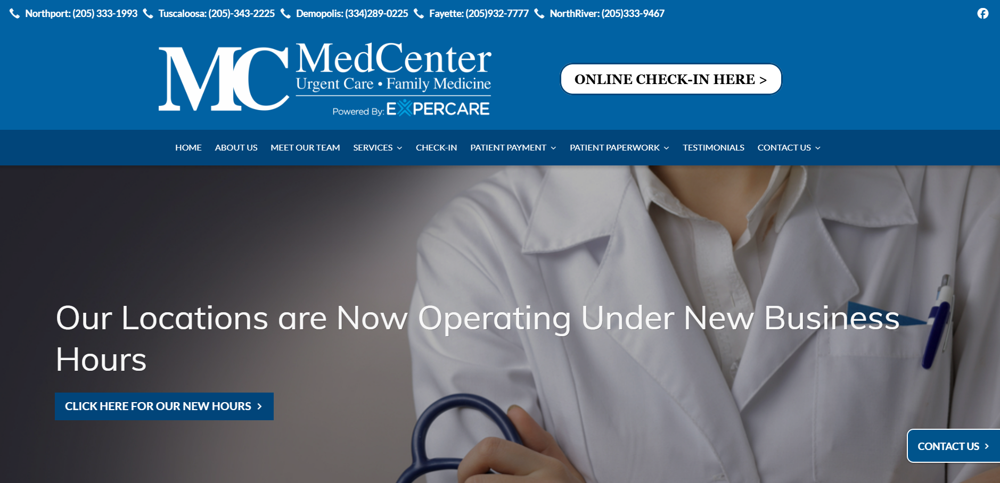 Northport: (205) 333-1993 Tuscaloosa: (205)-343-2225 Demopolis: (334)289-0225 Fayette: (205)932-7777 NorthRiver: (205)333-9467
MC MedCenter
Urgent Care • Family Medicine
Powered By: EXPERCARE
ONLINE CHECK-IN HERE >
HOME ABOUT US MEET OUR TEAM SERVICES CHECK-IN PATIENT PAYMENT PATIENT PAPERWORK TESTIMONIALS CONTACT US
Our Locations are Now Operating Under New Business
Hours
CLICK HERE FOR OUR NEW HOURS >
CONTACT US >